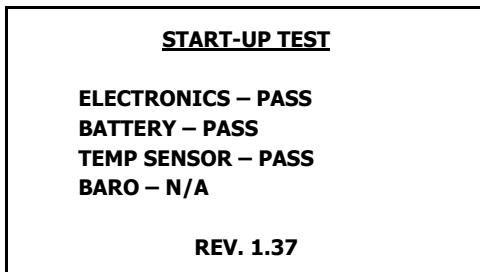 START-UP TEST
ELECTRONICS – PASS
BATTERY – PASS
TEMP SENSOR – PASS
BARO – N/A
REV. 1.37